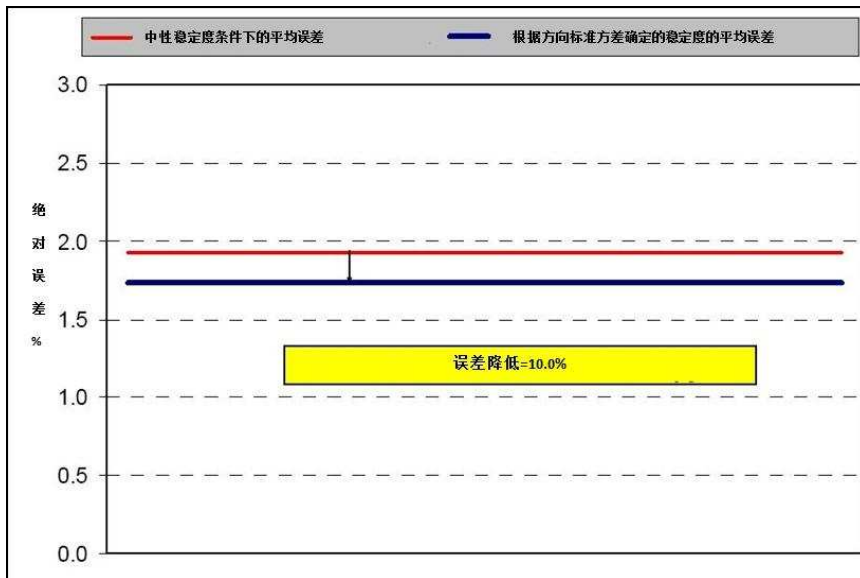 中性稳定度条件下的平均误差
根据方向标准方差确定的稳定度的平均误差
3.0
2.5
2.0
1.5
1.0
0.5
0.0
绝
对
误
差
%
误差降低=10.0%